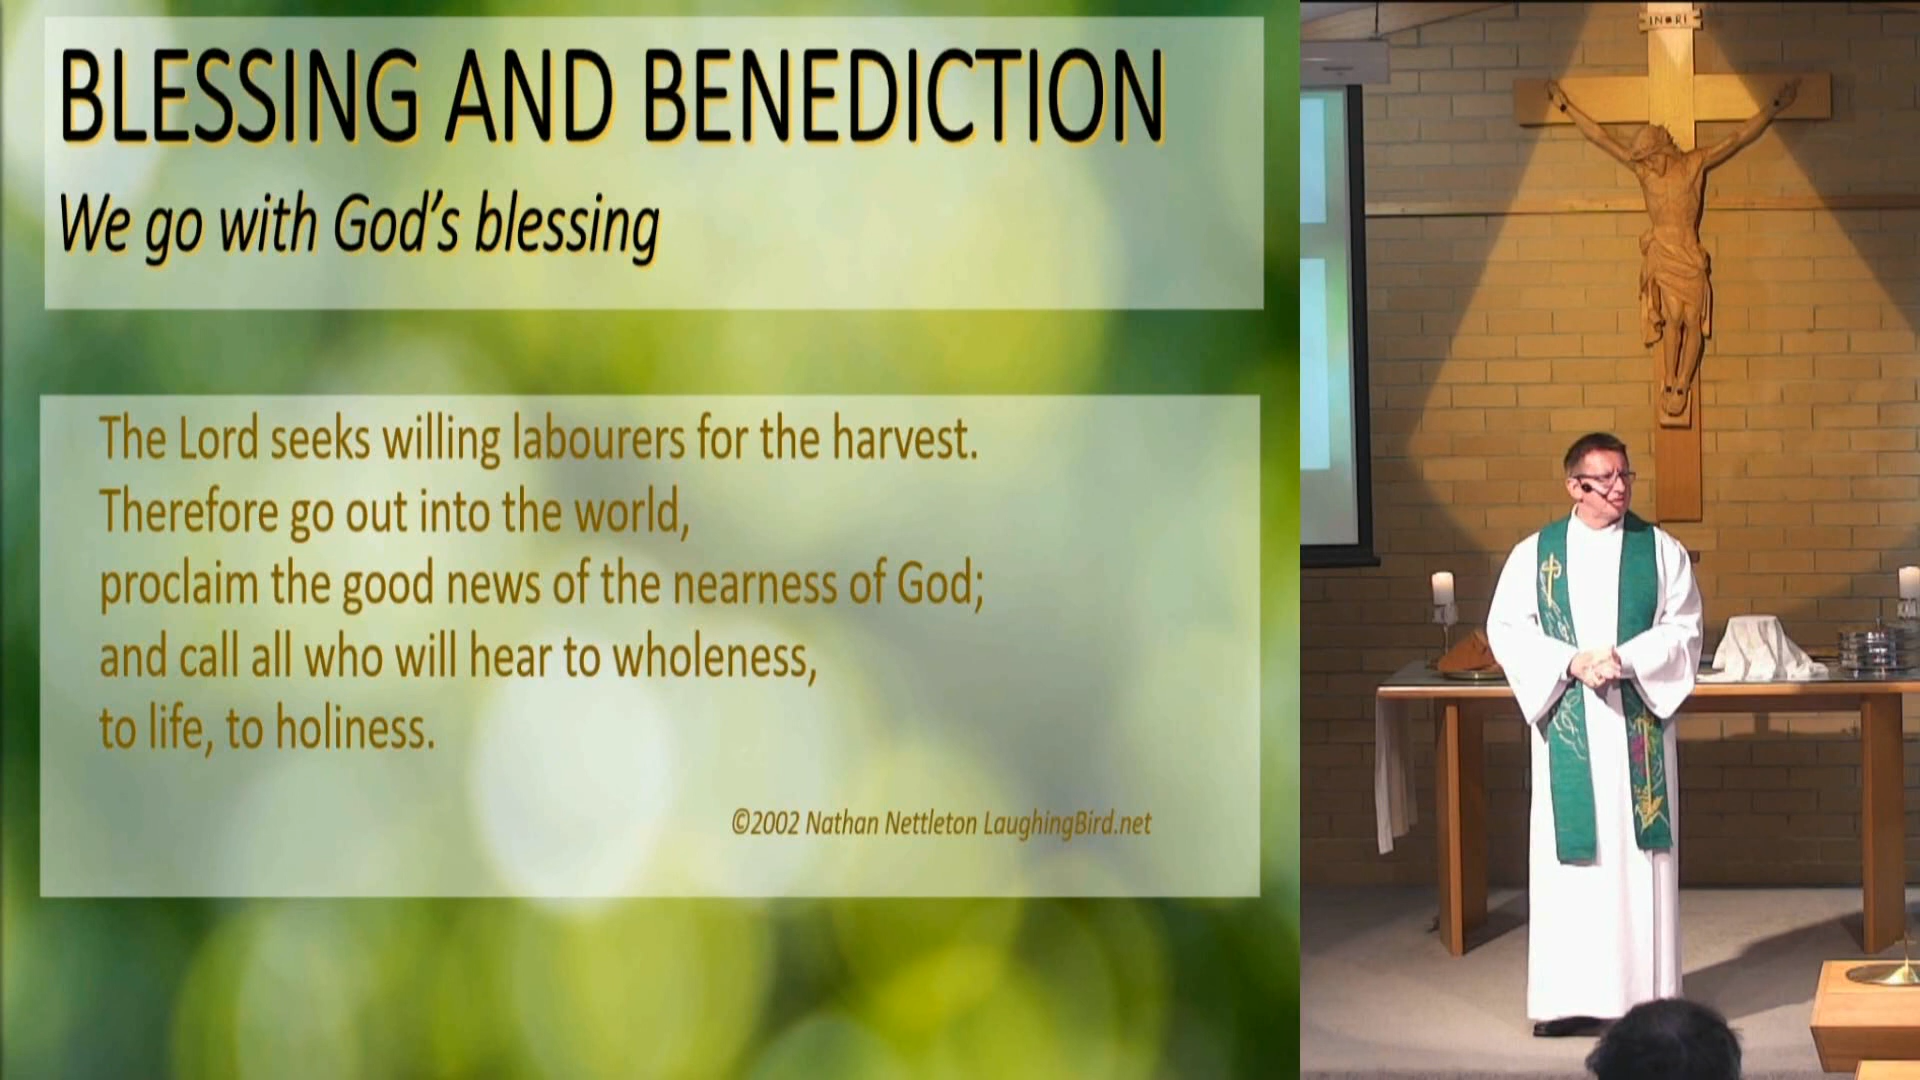 BLESSING AND BENEDICTION
We go with God's blessing
The Lord seeks willing labourers for the harvest.
Therefore go out into the world,
proclaim the good news of the nearness of God;
and call all who will hear to wholeness,
to life, to holiness.
©2002 Nathan Nettleton LaughingBird.net
INRI